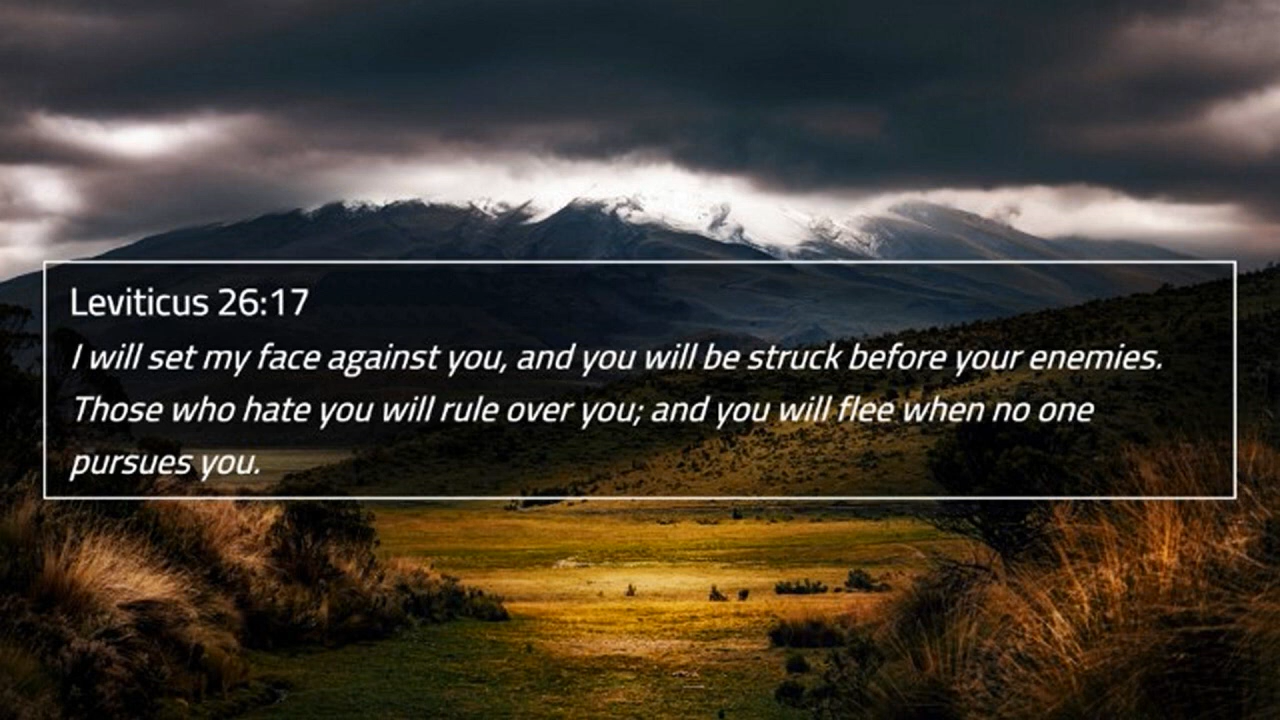 Leviticus 26:17
I will set my face against you, and you will be struck before your enemies.
Those who hate you will rule over you; and you will flee when no one
pursues you.